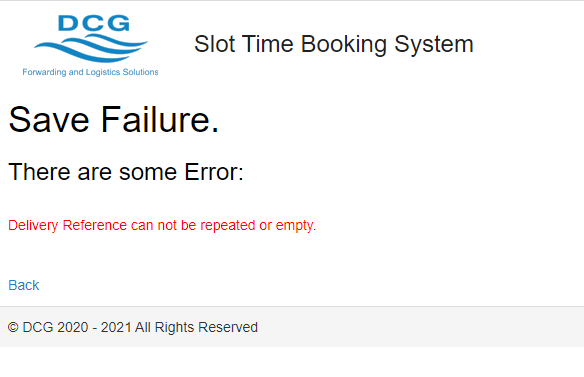 DCG
Forwarding and Logistics Solutions
Slot Time Booking System
Save Failure.
There are some Error:
Delivery Reference can not be repeated or empty.
Back
© DCG 2020 - 2021 All Rights Reserved